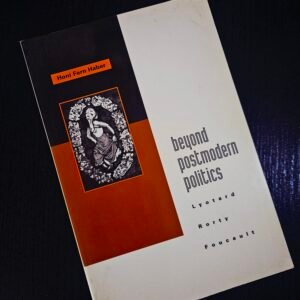 Honi Fern Haber
beyond
postmodern
politics
Lyotard
Rorty
Foucault